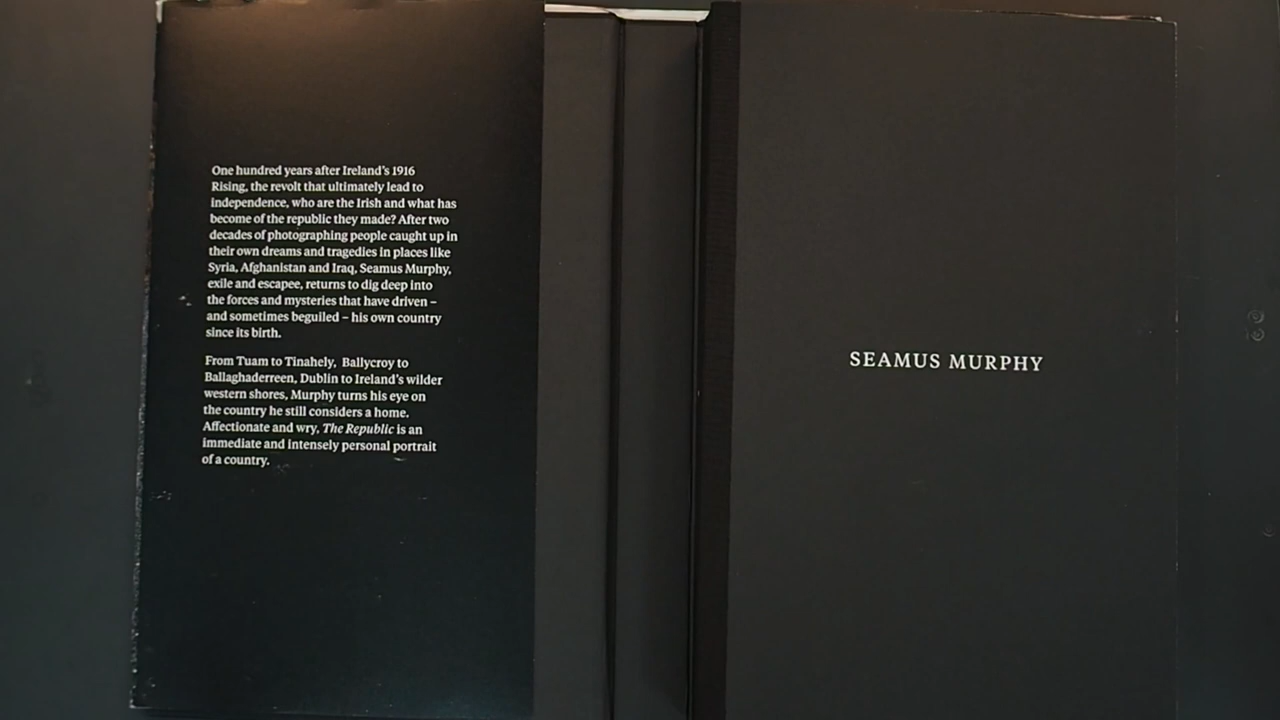 One hundred years after Ireland's 1916
Rising, the revolt that ultimately lead to
independence, who are the Irish and what has
become of the republic they made? After two
decades of photographing people caught up in
their own dreams and tragedies in places like
Syria, Afghanistan and Iraq, Seamus Murphy,
exile and escapee, returns to dig deep into
the forces and mysteries that have driven –
and sometimes beguiled – his own country
since its birth.
From Tuam to Tinahely, Ballycroy to
Ballaghaderreen, Dublin to Ireland's wilder
western shores, Murphy turns his eye on
the country he still considers a home.
Affectionate and wry, The Republic is an
immediate and intensely personal portrait
of a country.
SEAMUS MURPHY